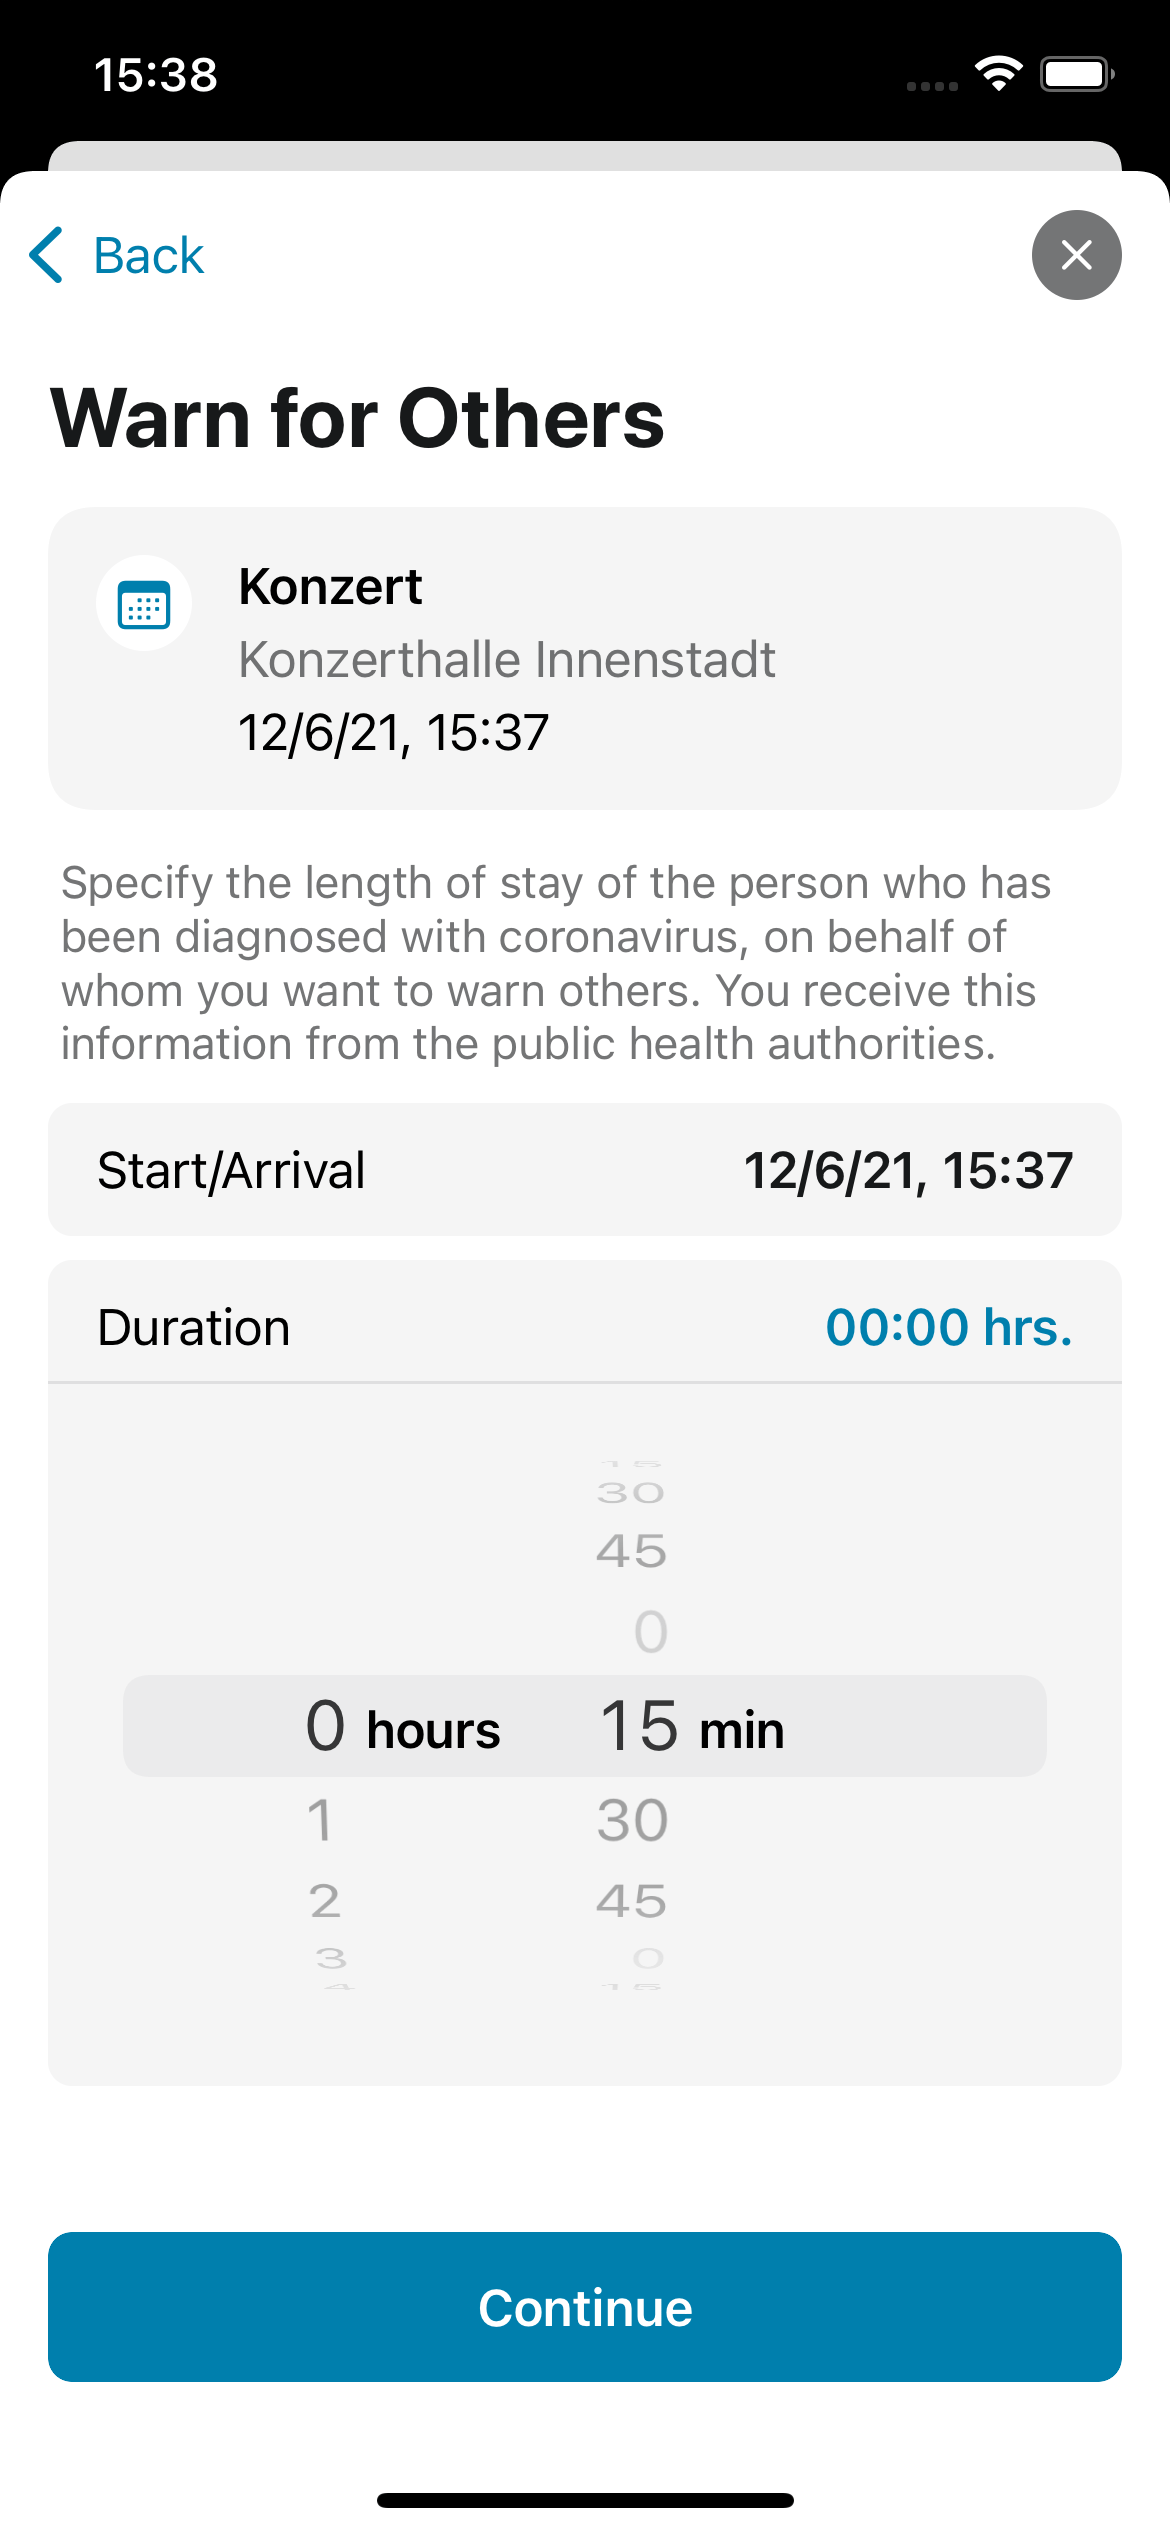 15:38
Back
Warn for Others
Konzert
Konzerthalle Innenstadt
12/6/21, 15:37
Specify the length of stay of the person who has
been diagnosed with coronavirus, on behalf of
whom you want to warn others. You receive this
information from the public health authorities.
Start/Arrival 12/6/21, 15:37
Duration 00:00 hrs.
15
30
45
0
0 hours 15 min
1 30
2 45
3 0
4 15
Continue